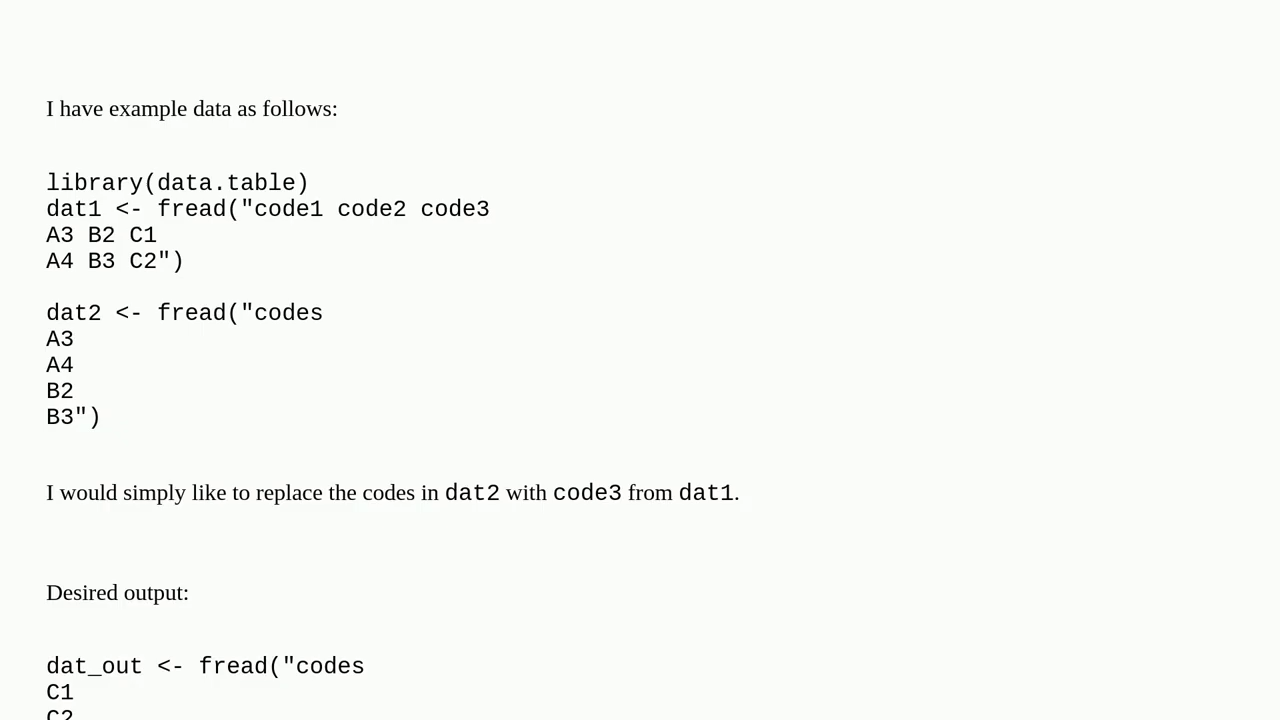 I have example data as follows:
library(data.table)
dat1 <- fread("code1 code2 code3
A3 B2 C1
A4 B3 C2")
dat2 <- fread("codes
A3
A4
B2
B3")
I would simply like to replace the codes in dat2 with code3 from dat1.
Desired output:
dat_out <- fread("codes
C1
C2